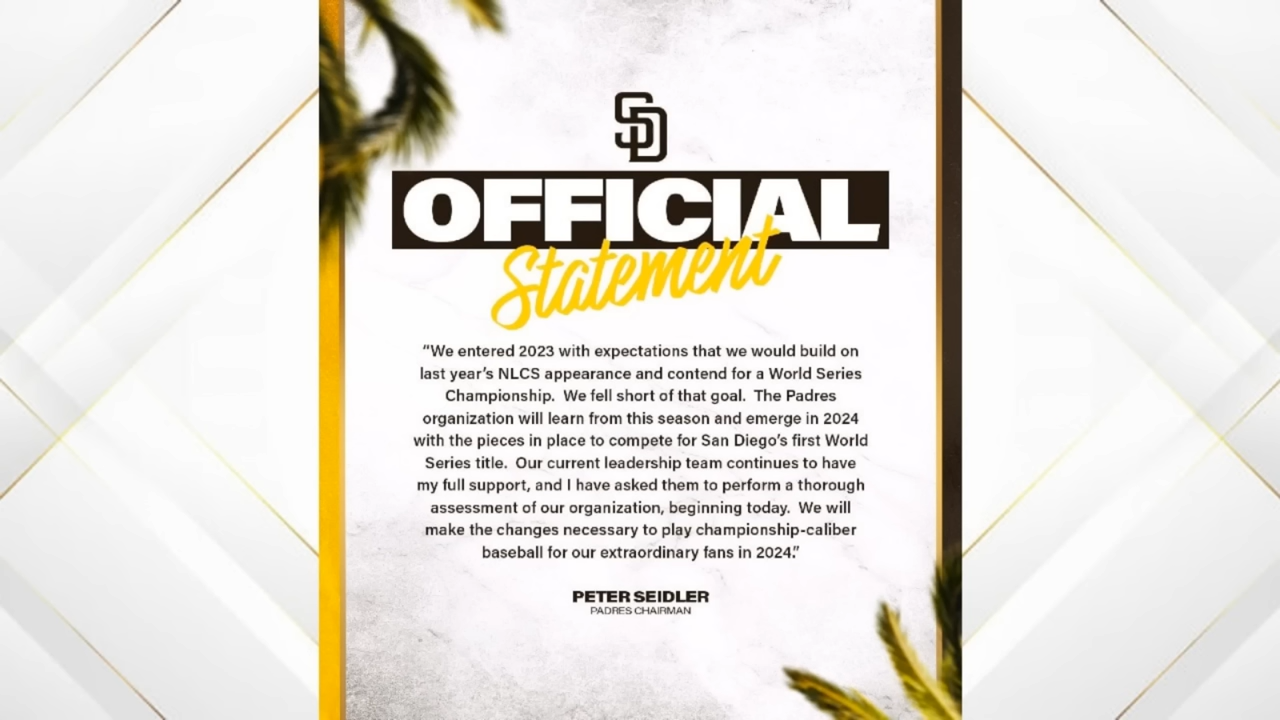 SD
OFFICIAL
Statement
“We entered 2023 with expectations that we would build on
last year’s NLCS appearance and contend for a World Series
Championship.  We fell short of that goal.  The Padres
organization will learn from this season and emerge in 2024
with the pieces in place to compete for San Diego’s first World
Series title.  Our current leadership team continues to have
my full support, and I have asked them to perform a thorough
assessment of our organization, beginning today.  We will
make the changes necessary to play championship-caliber
baseball for our extraordinary fans in 2024.”
PETER SEIDLER
PADRES CHAIRMAN